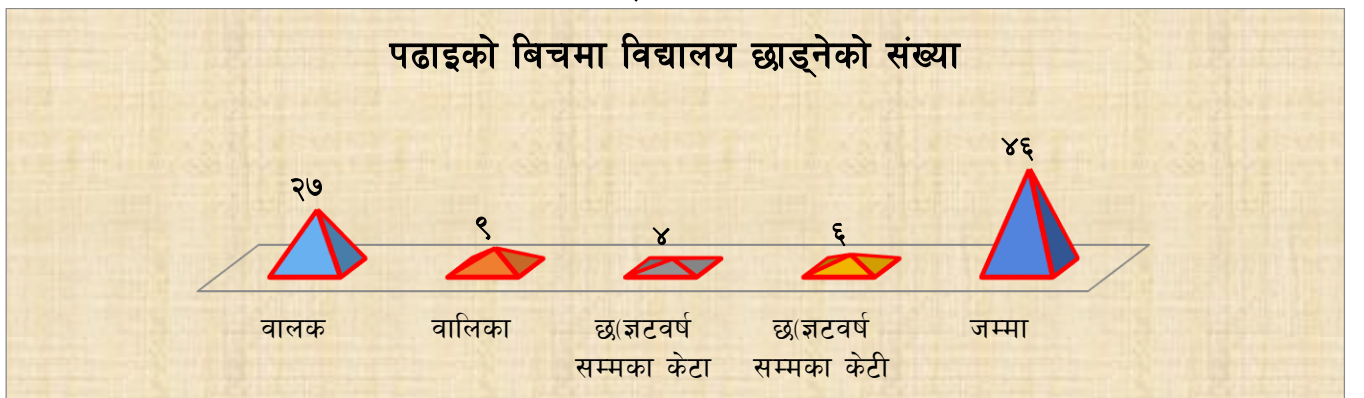 पढाइको बिचमा विद्यालय छाड्नेको संख्या
४६
२७
९
४
६
वालक
वालिका
छ(ज्ञटवर्ष
सम्मका केटा
छ(ज्ञटवर्ष
सम्मका केटी
जम्मा